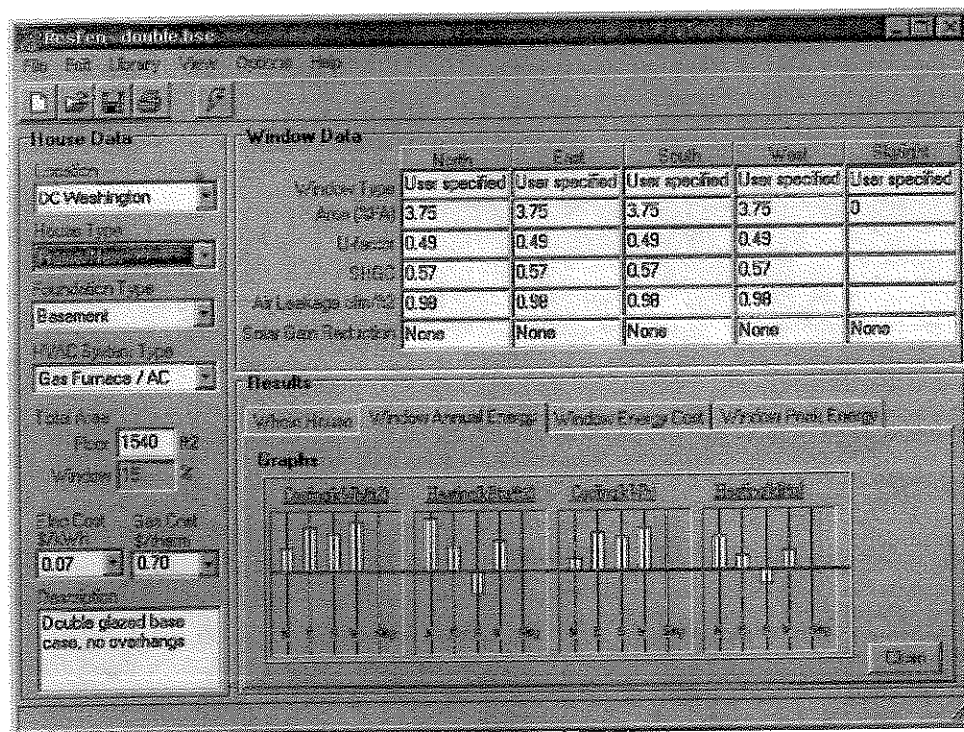 ResFen - double.bsc
File Edit Library View Options Help
House Data
Location
DC Washington
House Type
Foundation Type
Basement
HVAC System Type
Gas Furnace / AC
Total Area
Floor 1540 ft2
Window 15 %
Elec Cost Gas Cost
$/kWh $/therm
0.07 0.70
Description
Double glazed base
case, no overhangs
Window Data
North East South West Skylight
Window Type User specified User specified User specified User specified User specified
Area (%FA) 3.75 3.75 3.75 3.75 0
U-factor 0.49 0.49 0.49 0.49
SHGC 0.57 0.57 0.57 0.57
Air Leakage cfm/ft2 0.98 0.98 0.98 0.98
Solar Gain Reduction None None None None None
Results
Whole House Window Annual Energy Window Energy Cost Window Peak Energy
Graphs
Clear